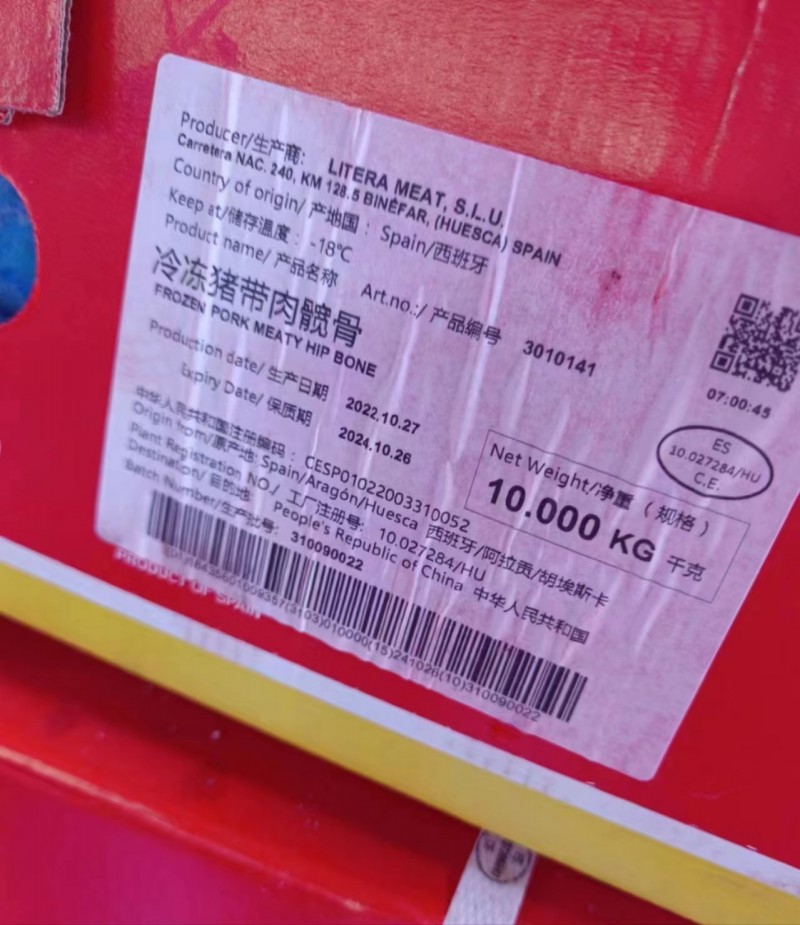 Producer/生产商: LITERA MEAT, S.L.U.
Carretera NAC. 240, KM 128.5 BINÉFAR, (HUESCA) SPAIN
Country of origin/ 产地国: Spain/西班牙
Keep at/储存温度: -18℃
Product name/ 产品名称 Art.no.:/ 产品编号 3010141
冷冻猪带肉髋骨
FROZEN PORK MEATY HIP BONE
Production date/ 生产日期 2022.10.27
Expiry Date/ 保质期 2024.10.26
07:00:45
ES
10.027284/HU
C.E.
Net Weight/净重 (规格)
10.000 KG 千克
中华人民共和国注册编码: CESP01022003310052
Origin from/原产地: Spain/Aragón/Huesca 西班牙/阿拉贡/胡埃斯卡
Plant Registration NO./ 工厂注册号: 10.027284/HU
Destination/ 目的地: People's Republic of China 中华人民共和国
Batch Number/生产批号: 310090022
(3103)010000(15)241026(10)310090022
PRODUCT OF SPAIN